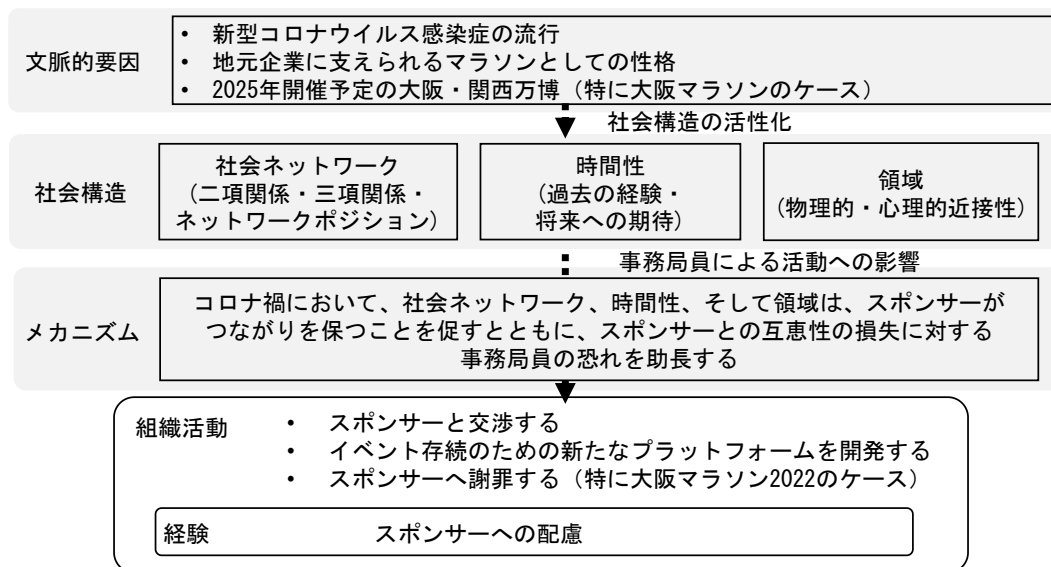 文脈的要因
• 新型コロナウイルス感染症の流行
• 地元企業に支えられるマラソンとしての性格
• 2025年開催予定の大阪・関西万博（特に大阪マラソンのケース）
社会構造の活性化
社会構造
社会ネットワーク
（二項関係・三項関係・
ネットワークポジション）
時間性
（過去の経験・
将来への期待）
領域
（物理的・心理的近接性）
事務局員による活動への影響
メカニズム
コロナ禍において、社会ネットワーク、時間性、そして領域は、スポンサーが
つながりを保つことを促すとともに、スポンサーとの互恵性の損失に対する
事務局員の恐れを助長する
組織活動
• スポンサーと交渉する
• イベント存続のための新たなプラットフォームを開発する
• スポンサーへ謝罪する（特に大阪マラソン2022のケース）
経験
スポンサーへの配慮